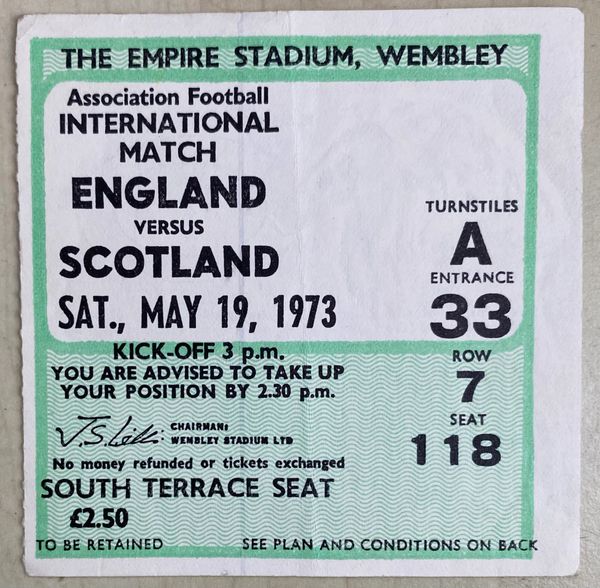 THE EMPIRE STADIUM, WEMBLEY
Association Football
INTERNATIONAL
MATCH
ENGLAND
VERSUS
SCOTLAND
SAT., MAY 19, 1973
KICK-OFF 3 p.m.
YOU ARE ADVISED TO TAKE UP
YOUR POSITION BY 2.30 p.m.
CHAIRMAN:
WEMBLEY STADIUM LTD
No money refunded or tickets exchanged
SOUTH TERRACE SEAT
£2.50
TO BE RETAINED
TURNSTILES
A
ENTRANCE
33
ROW
7
SEAT
118
SEE PLAN AND CONDITIONS ON BACK